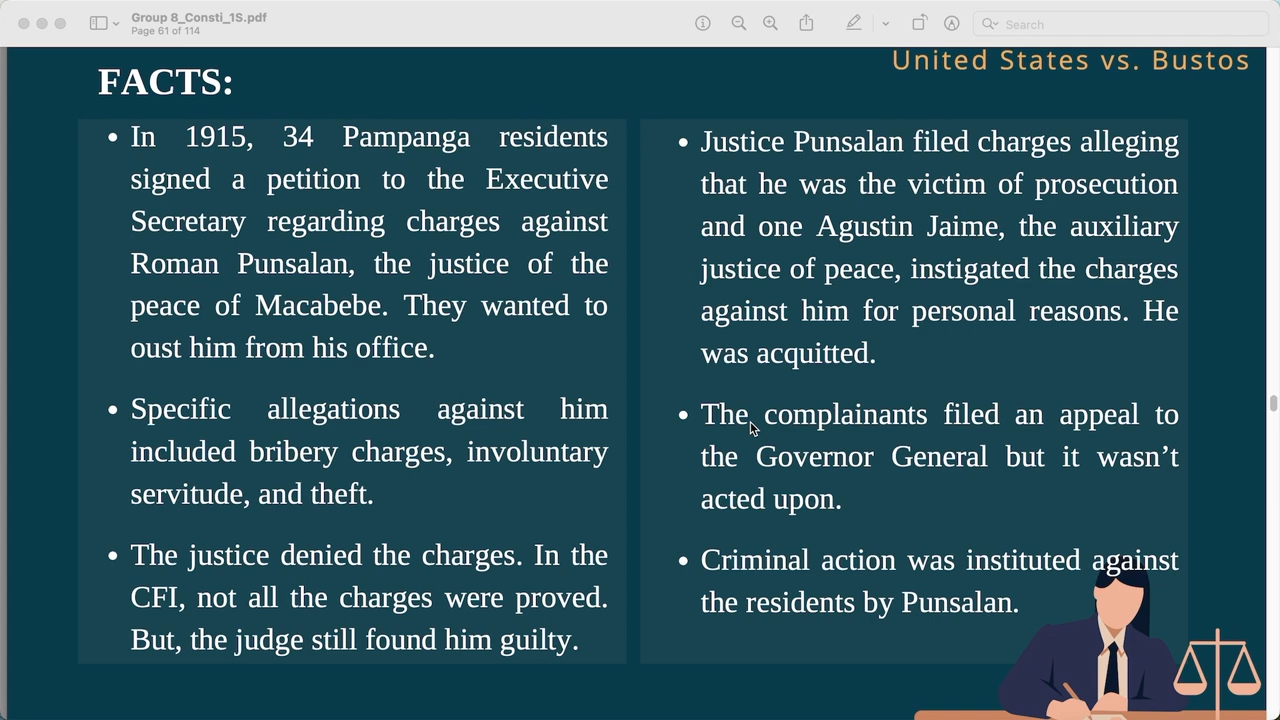 Group 8_Consti_1S.pdf
Page 61 of 114
Search
United States vs. Bustos
FACTS:
• In 1915, 34 Pampanga residents
signed a petition to the Executive
Secretary regarding charges against
Roman Punsalan, the justice of the
peace of Macabebe. They wanted to
oust him from his office.
• Specific allegations against him
included bribery charges, involuntary
servitude, and theft.
• The justice denied the charges. In the
CFI, not all the charges were proved.
But, the judge still found him guilty.
• Justice Punsalan filed charges alleging
that he was the victim of prosecution
and one Agustin Jaime, the auxiliary
justice of peace, instigated the charges
against him for personal reasons. He
was acquitted.
• The complainants filed an appeal to
the Governor General but it wasn’t
acted upon.
• Criminal action was instituted against
the residents by Punsalan.